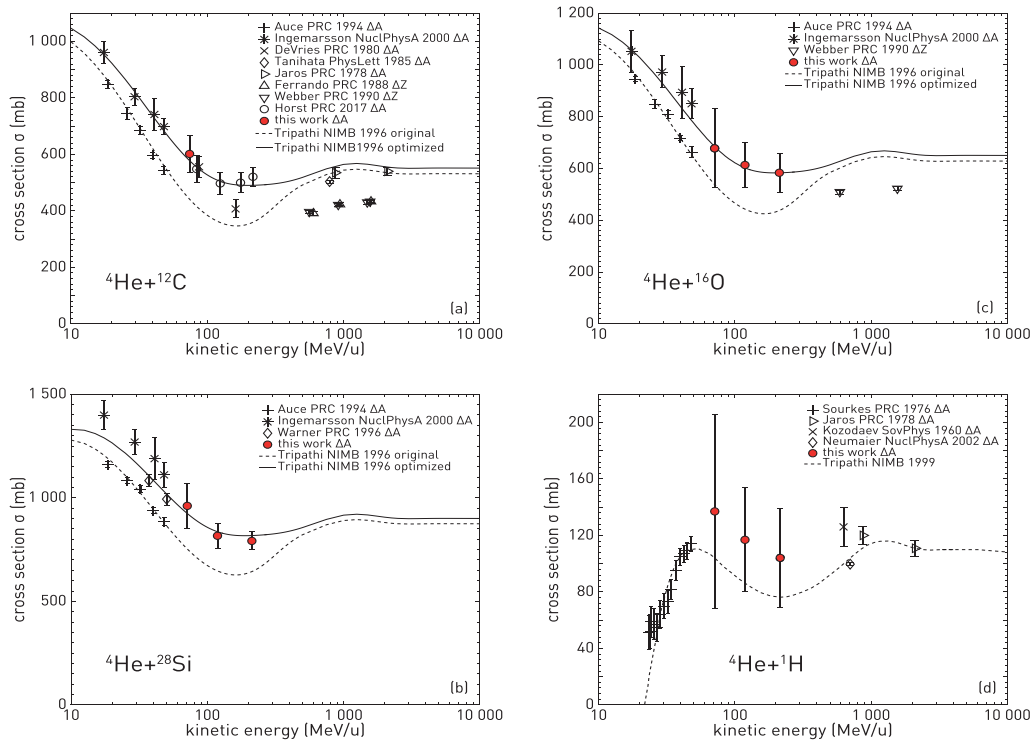 1 000
800
600
400
200
0
cross section σ (mb)
Auce PRC 1994 ΔA
Ingemarsson NuclPhysA 2000 ΔA
DeVries PRC 1980 ΔA
Tanihata PhysLett 1985 ΔA
Jaros PRC 1978 ΔA
Ferrando PRC 1988 ΔZ
Webber PRC 1990 ΔZ
Horst PRC 2017 ΔA
this work ΔA
Tripathi NIMB 1996 original
Tripathi NIMB1996 optimized
⁴He+¹²C
(a)
10
100
1 000
10 000
kinetic energy (MeV/u)
1 200
1 000
800
600
400
200
0
cross section σ (mb)
Auce PRC 1994 ΔA
Ingemarsson NuclPhysA 2000 ΔA
Webber PRC 1990 ΔZ
this work ΔA
Tripathi NIMB 1996 original
Tripathi NIMB 1996 optimized
⁴He+¹⁶O
(c)
10
100
1 000
10 000
kinetic energy (MeV/u)
1 500
1 000
500
0
cross section σ (mb)
Auce PRC 1994 ΔA
Ingemarsson NuclPhysA 2000 ΔA
Warner PRC 1996 ΔA
this work ΔA
Tripathi NIMB 1996 original
Tripathi NIMB 1996 optimized
⁴He+²⁸Si
(b)
10
100
1 000
10 000
kinetic energy (MeV/u)
200
160
120
80
40
0
cross section σ (mb)
Sourkes PRC 1976 ΔA
Jaros PRC 1978 ΔA
Kozodaev SovPhys 1960 ΔA
Neumaier NuclPhysA 2002 ΔA
this work ΔA
Tripathi NIMB 1999
⁴He+¹H
(d)
10
100
1 000
10 000
kinetic energy (MeV/u)